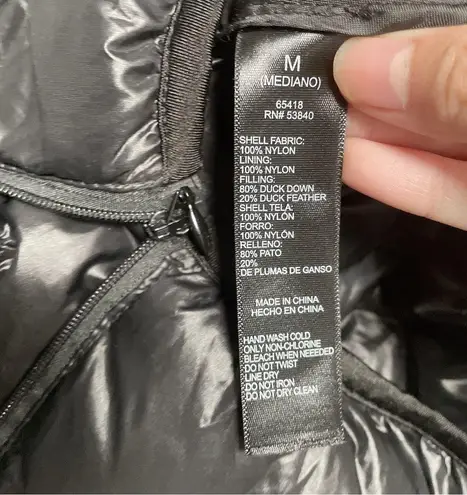 M
(MEDIANO)
65418
RN# 53840
SHELL FABRIC:
100% NYLON
LINING:
100% NYLON
FILLING:
80% DUCK DOWN
20% DUCK FEATHER
SHELL TELA:
100% NYLON
FORRO:
100% NYLON
RELLENO:
80% PATO
20%
DE PLUMAS DE GANSO
MADE IN CHINA
HECHO EN CHINA
HAND WASH COLD
ONLY NON-CHLORINE
BLEACH WHEN NEEEDED
DO NOT TWIST
LINE DRY
DO NOT IRON
DO NOT DRY CLEAN